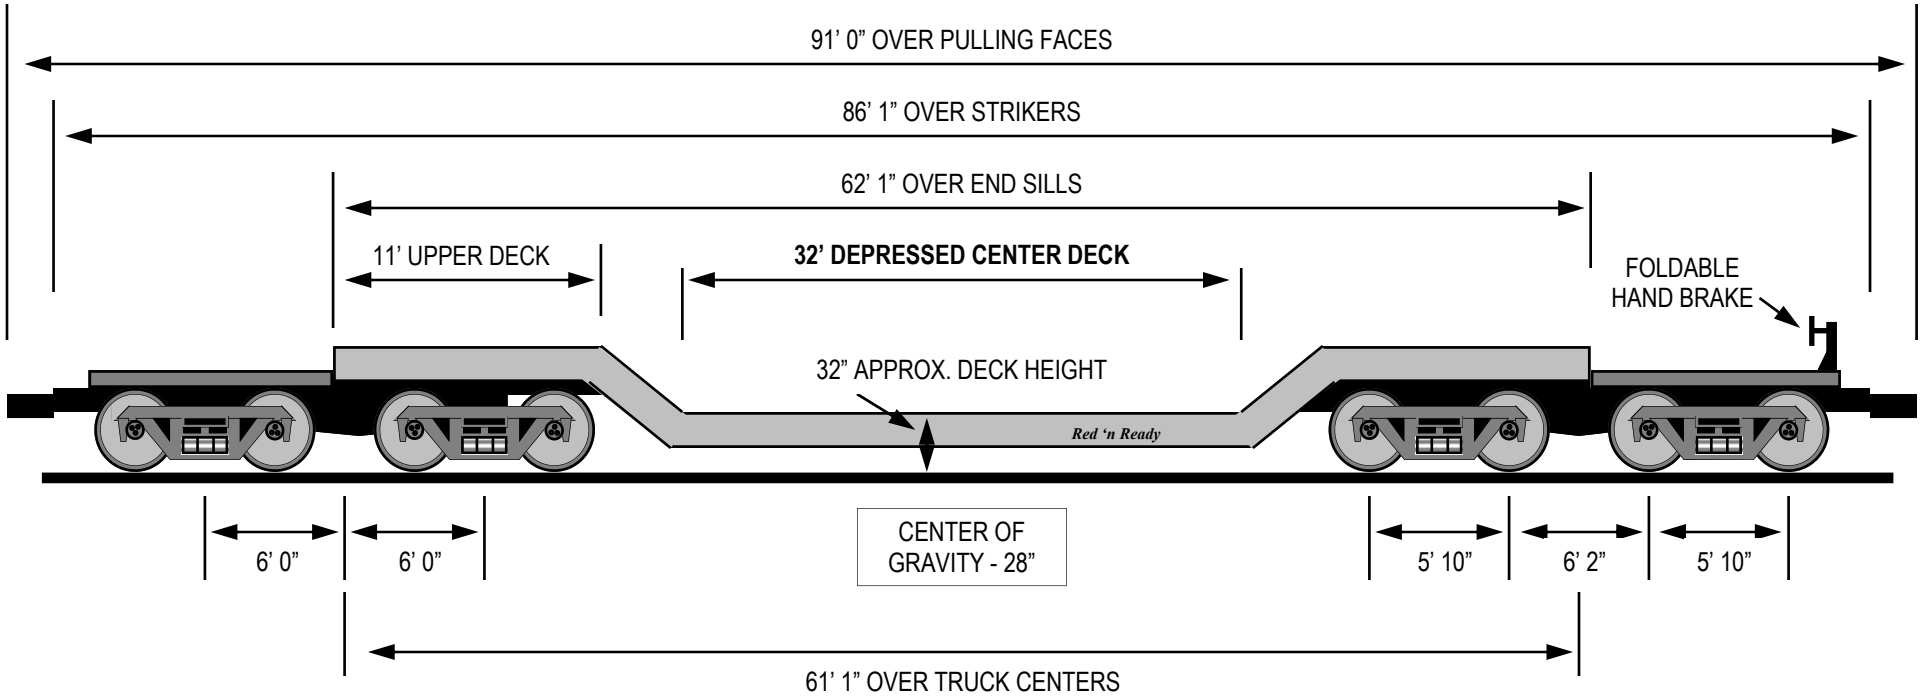 91’ 0” OVER PULLING FACES
86’ 1” OVER STRIKERS
62’ 1” OVER END SILLS
11’ UPPER DECK
32’ DEPRESSED CENTER DECK
FOLDABLE
HAND BRAKE
32” APPROX. DECK HEIGHT
Red ‘n Ready
CENTER OF
GRAVITY - 28”
6’ 0”
6’ 0”
5’ 10”
6’ 2”
5’ 10”
61’ 1” OVER TRUCK CENTERS